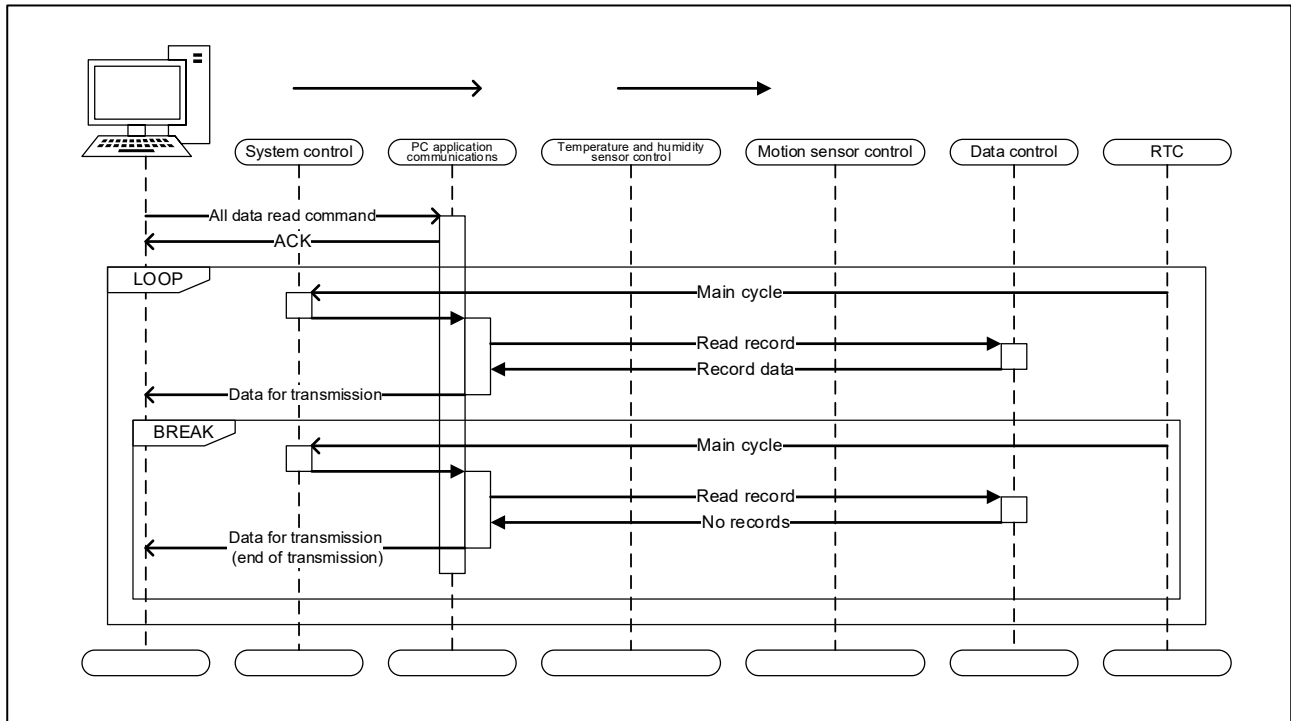 System control
PC application
communications
Temperature and humidity
sensor control
Motion sensor control
Data control
RTC
All data read command
ACK
LOOP
Main cycle
Read record
Record data
Data for transmission
BREAK
Main cycle
Read record
No records
Data for transmission
(end of transmission)